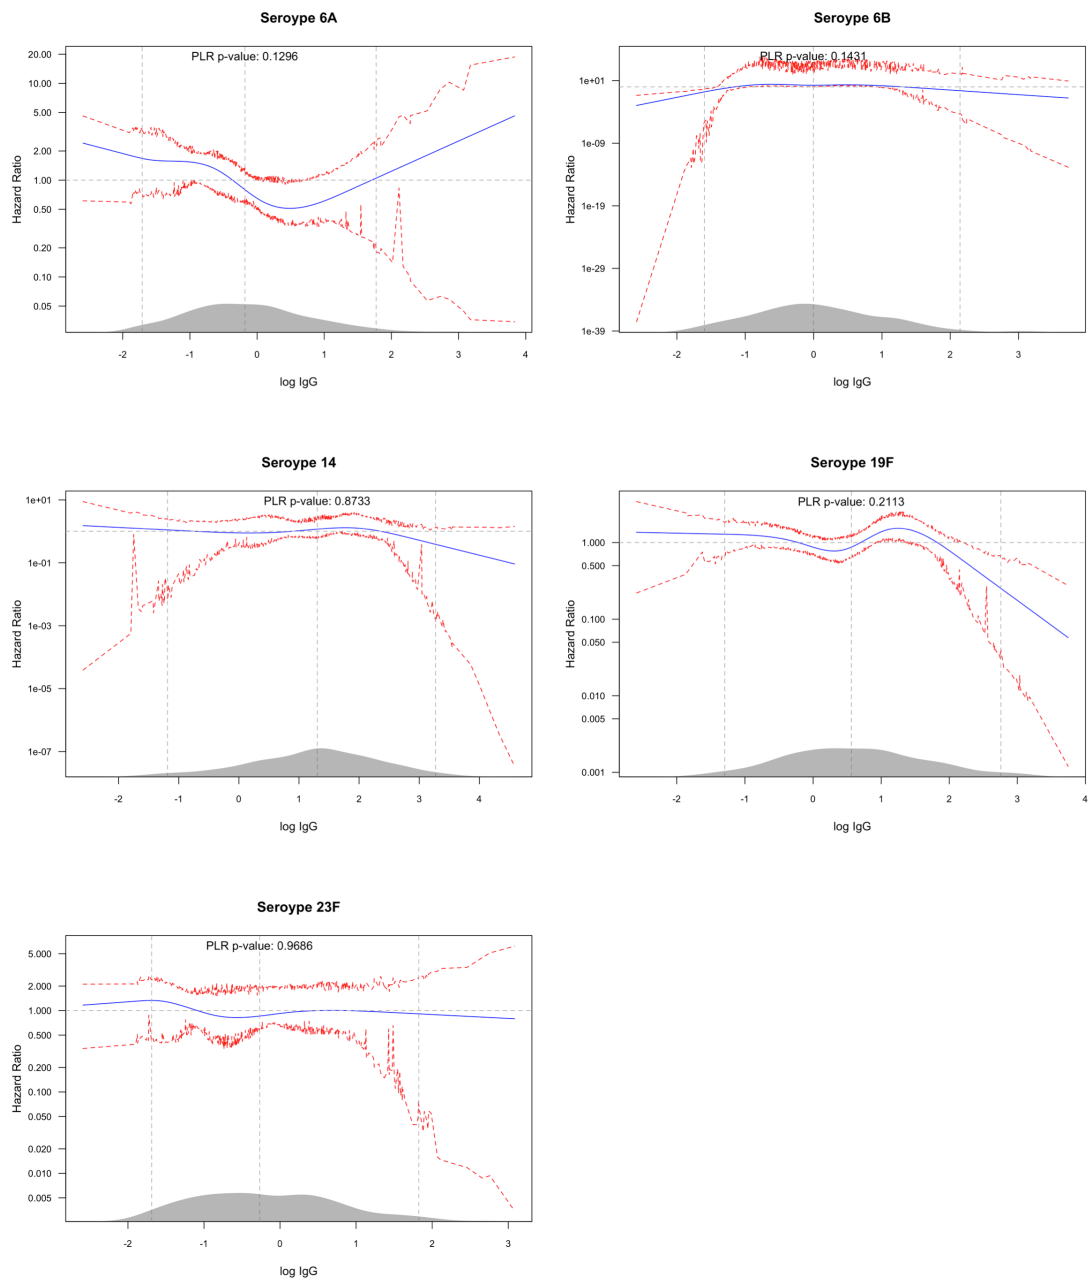 Seroype 6A
PLR p-value: 0.1296
20.00
10.00
5.00
2.00
1.00
0.50
0.20
0.10
0.05
Hazard Ratio
-2 -1 0 1 2 3 4
log IgG
Seroype 6B
PLR p-value: 0.1431
1e+01
1e-09
1e-19
1e-29
1e-39
Hazard Ratio
-2 -1 0 1 2 3
log IgG
Seroype 14
PLR p-value: 0.8733
1e+01
1e-01
1e-03
1e-05
1e-07
Hazard Ratio
-2 -1 0 1 2 3 4
log IgG
Seroype 19F
PLR p-value: 0.2113
1.000
0.500
0.100
0.050
0.010
0.005
0.001
Hazard Ratio
-2 -1 0 1 2 3 4
log IgG
Seroype 23F
PLR p-value: 0.9686
5.000
2.000
1.000
0.500
0.200
0.100
0.050
0.020
0.010
0.005
Hazard Ratio
-2 -1 0 1 2 3
log IgG